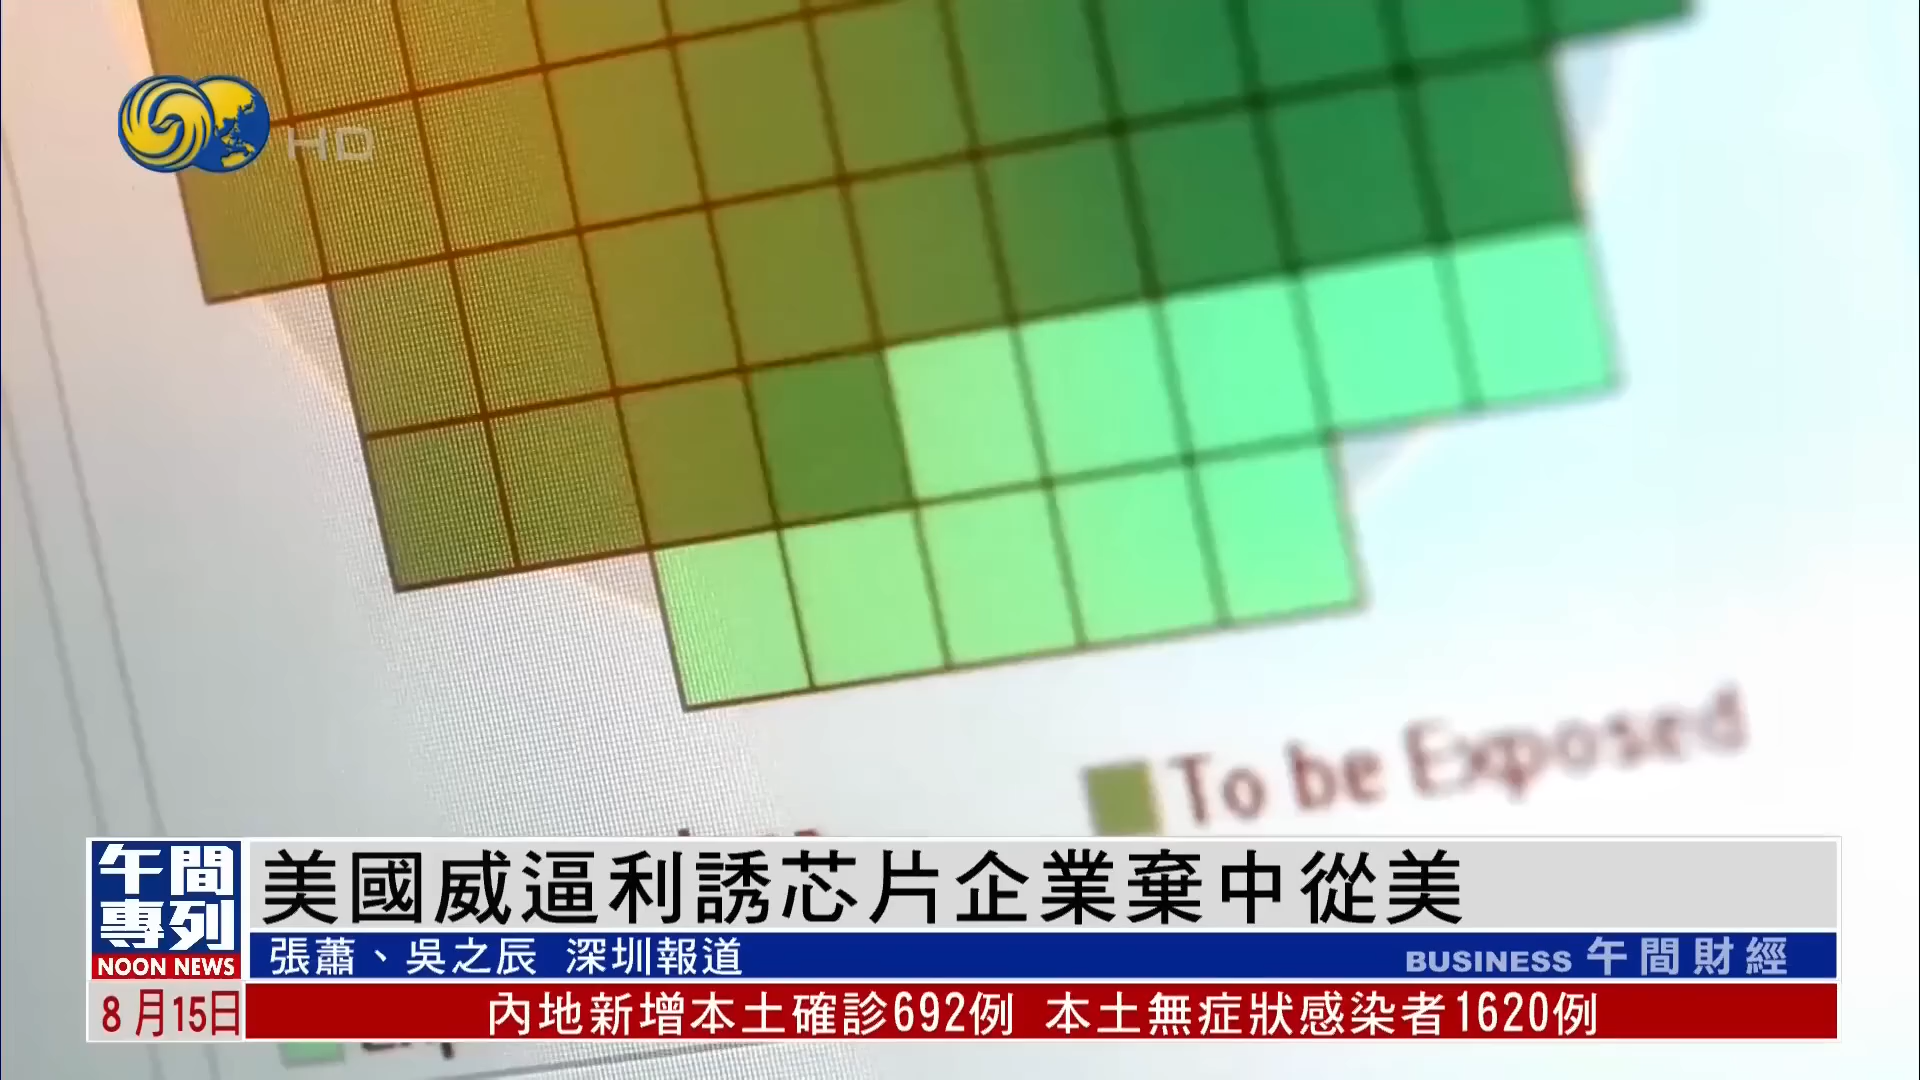 HD
To be Exposed
午間專列
NOON NEWS
美國威逼利誘芯片企業棄中從美
張蕭、吳之辰 深圳報道
BUSINESS 午間財經
8月15日
內地新增本土確診692例 本土無症狀感染者1620例